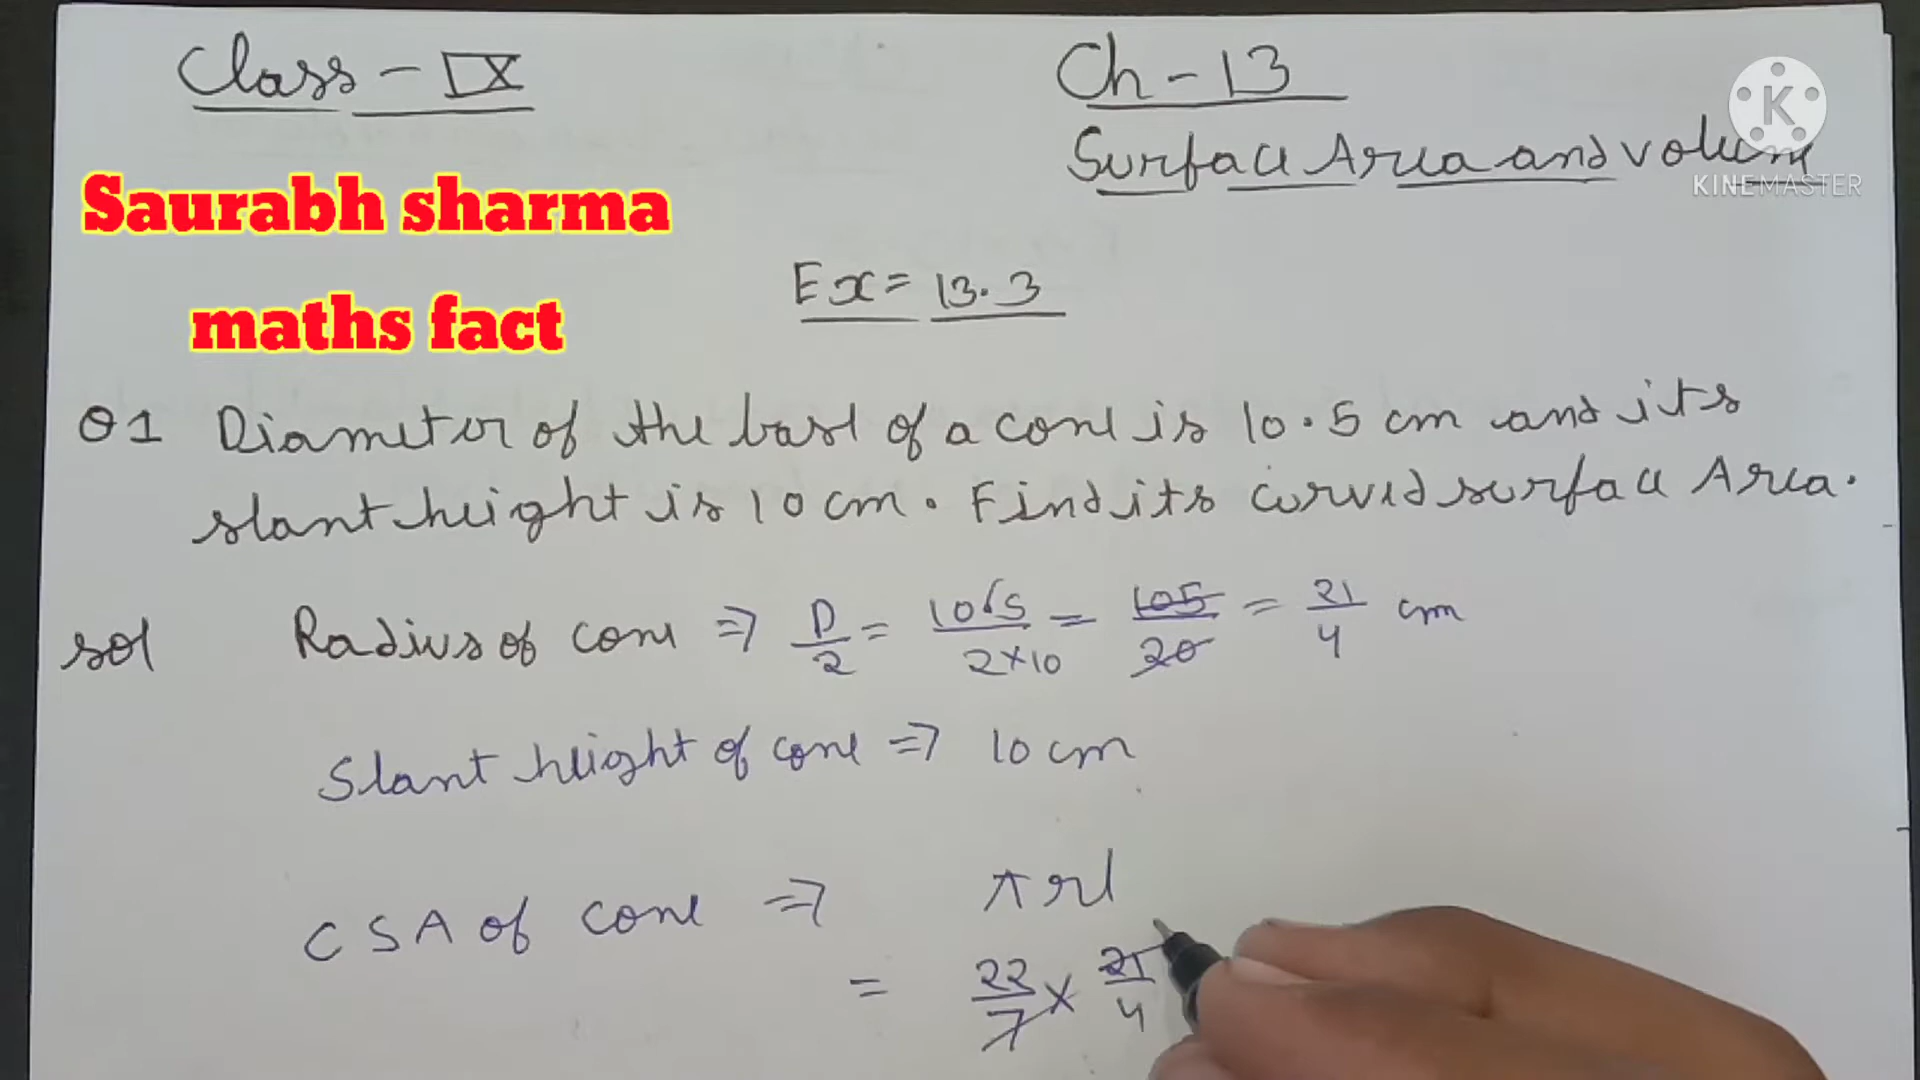 Class - IX
Ch - 13
Surface Area and volume
KINEMASTER
Saurabh sharma
maths fact
Ex = 13.3
Q1 Diameter of the base of a cone is 10.5 cm and its
slant height is 10 cm. Find its curved surface Area.
sol Radius of cone ⇒ D/2 = 105/2×10 = 105/20 = 21/4 cm
Slant height of cone ⇒ 10 cm
CSA of cone ⇒ πrl
= 22/7 × 21/4